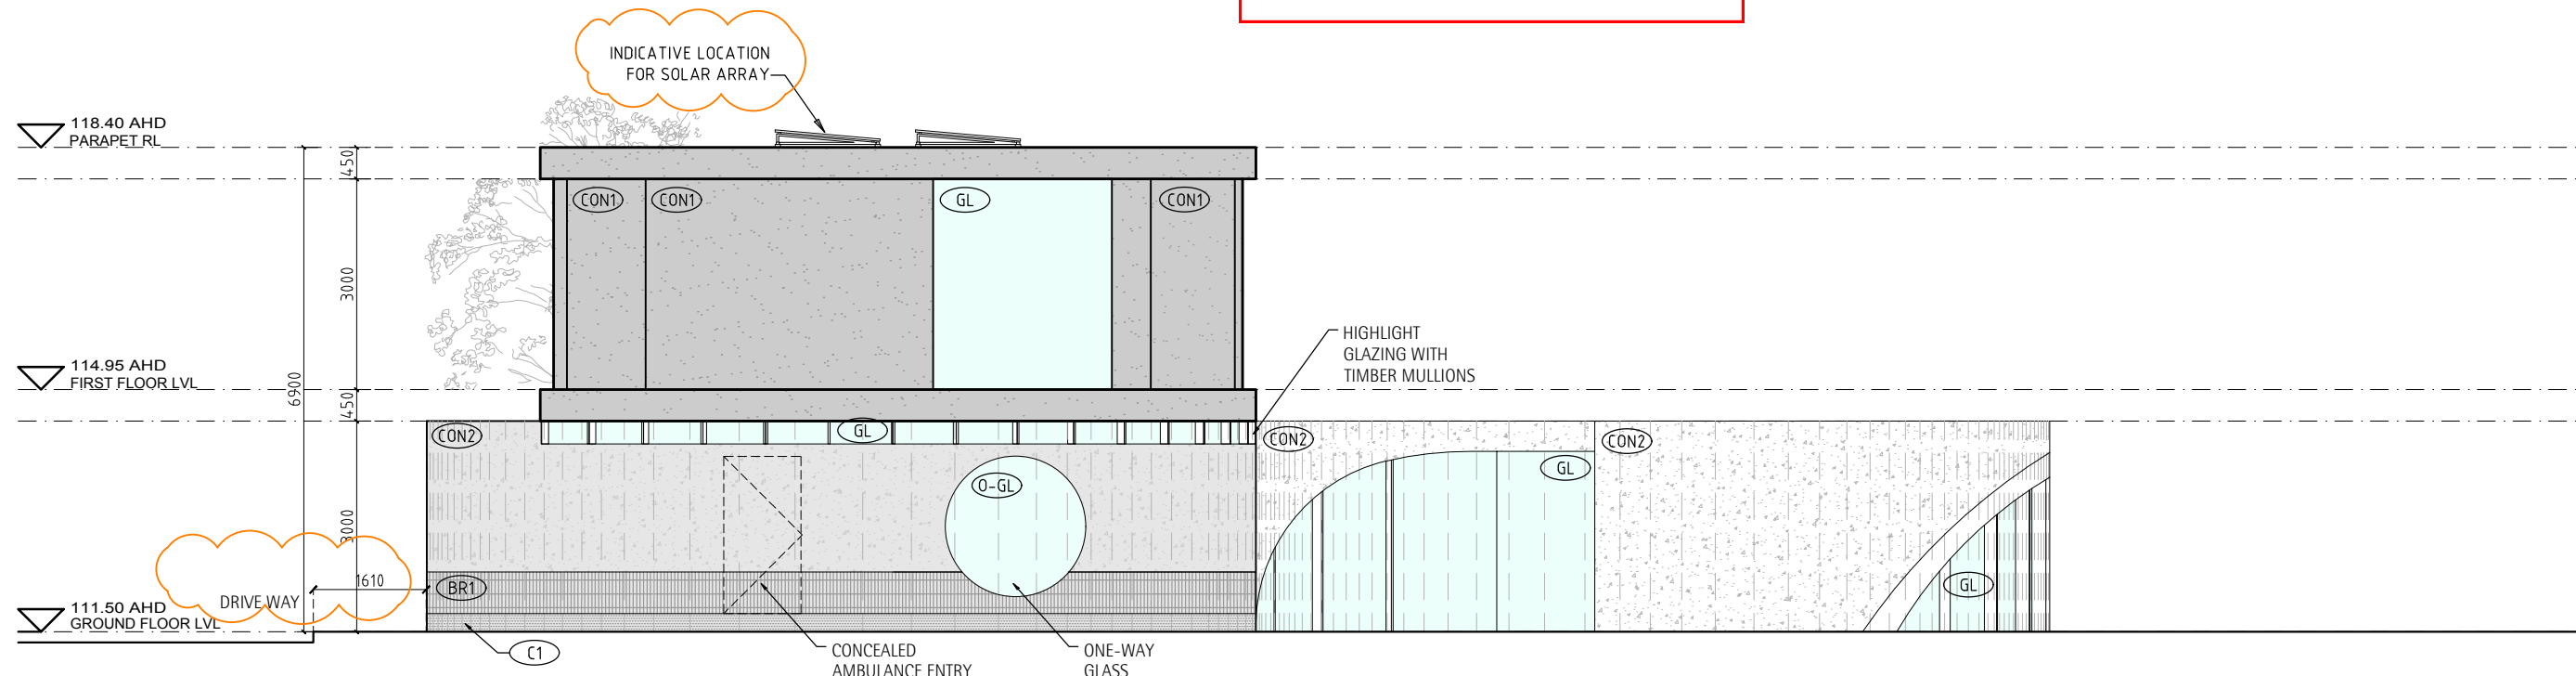 INDICATIVE LOCATION
FOR SOLAR ARRAY
118.40 AHD
PARAPET RL
450
CON1
CON1
GL
CON1
3000
HIGHLIGHT
GLAZING WITH
TIMBER MULLIONS
114.95 AHD
FIRST FLOOR LVL
6900
450
CON2
GL
CON2
CON2
GL
O-GL
3000
1610
BR1
GL
DRIVE WAY
111.50 AHD
GROUND FLOOR LVL
C1
CONCEALED
AMBULANCE ENTRY
ONE-WAY
GLASS